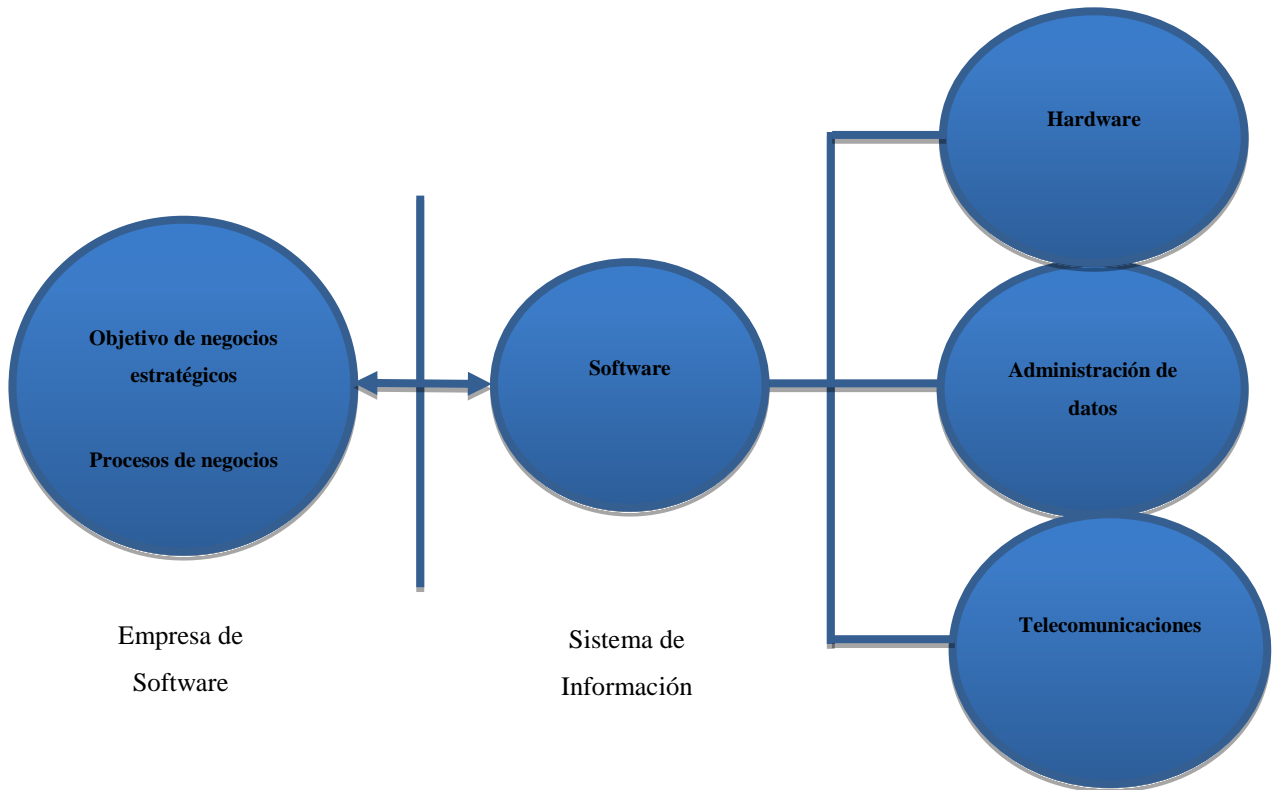 Hardware
Objetivo de negocios
estratégicos
Procesos de negocios
Software
Administración de
datos
Telecomunicaciones
Empresa de
Software
Sistema de
Información